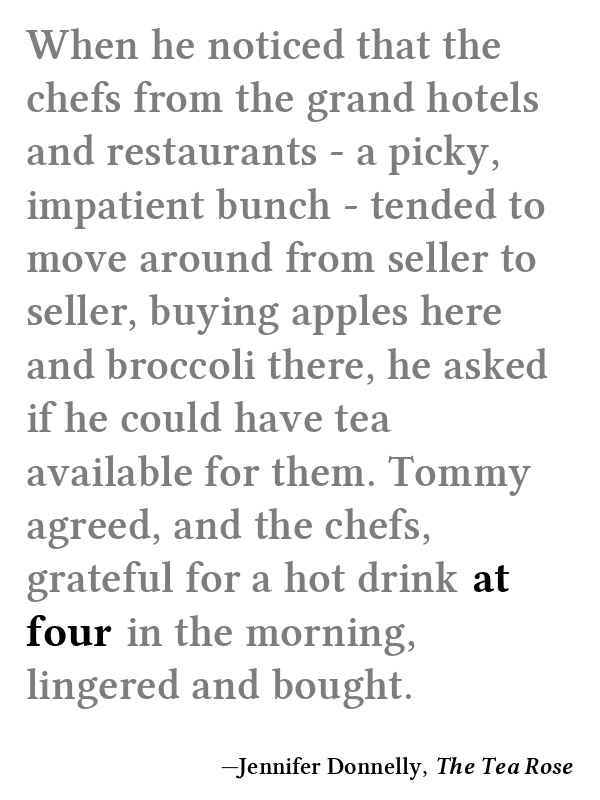 When he noticed that the
chefs from the grand hotels
and restaurants - a picky,
impatient bunch - tended to
move around from seller to
seller, buying apples here
and broccoli there, he asked
if he could have tea
available for them. Tommy
agreed, and the chefs,
grateful for a hot drink at
four in the morning,
lingered and bought.
—Jennifer Donnelly, The Tea Rose